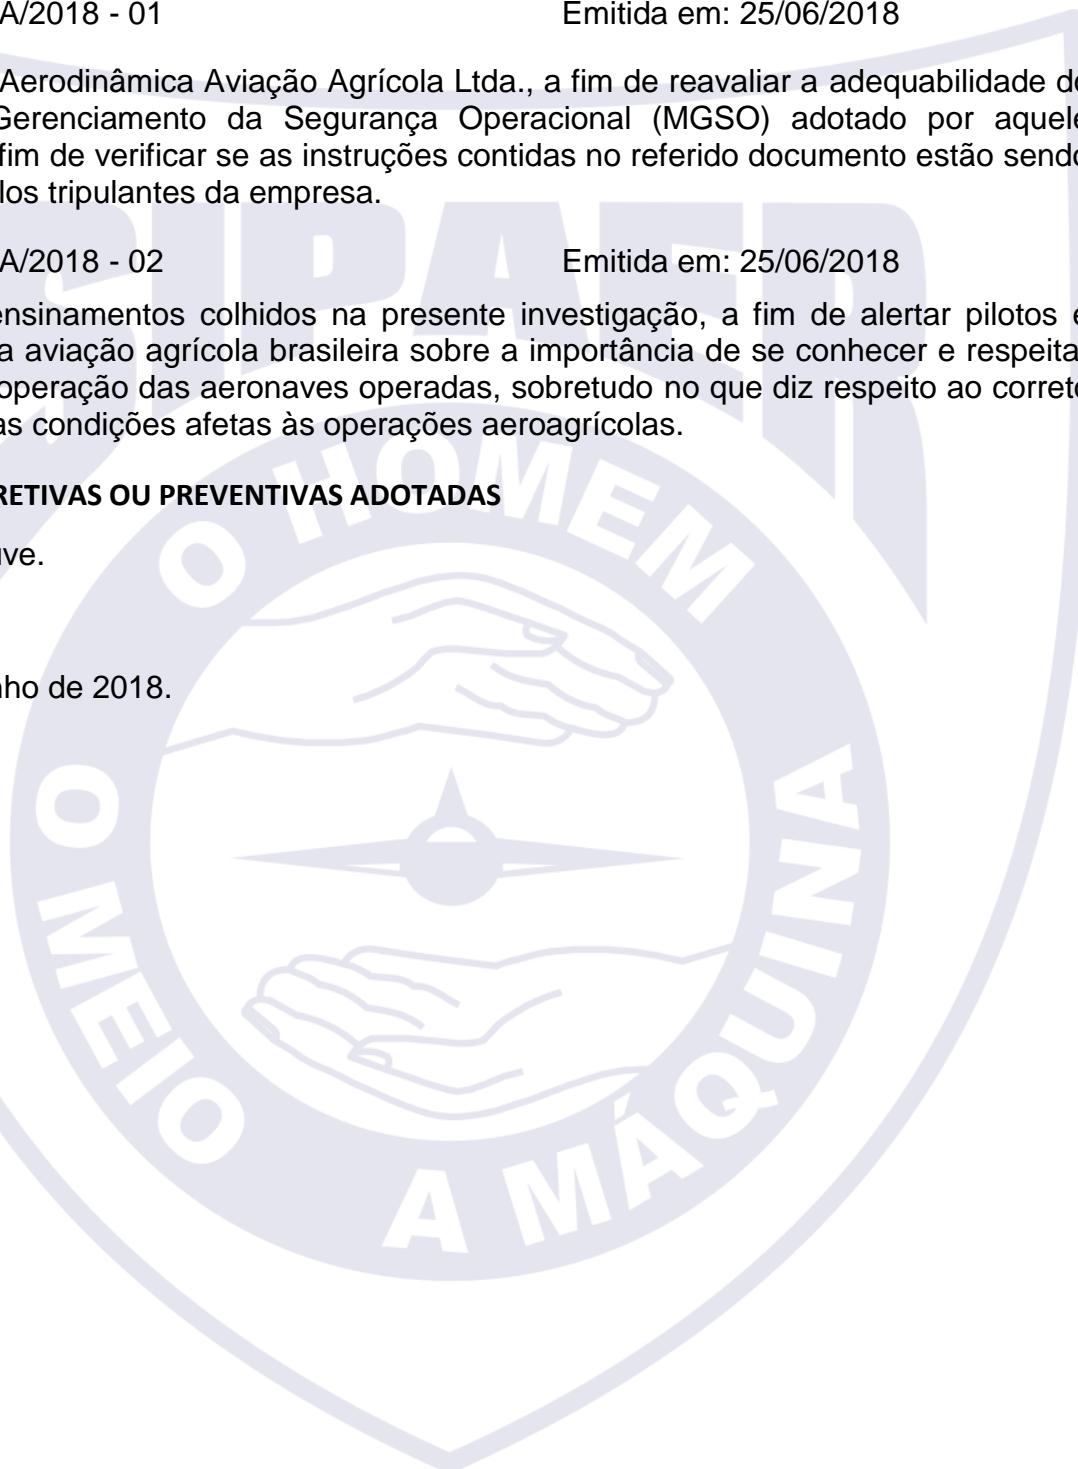 A/2018 - 01 Emitida em: 25/06/2018
Aerodinâmica Aviação Agrícola Ltda., a fim de reavaliar a adequabilidade do
Gerenciamento da Segurança Operacional (MGSO) adotado por aquele
fim de verificar se as instruções contidas no referido documento estão sendo
los tripulantes da empresa.
A/2018 - 02 Emitida em: 25/06/2018
ensinamentos colhidos na presente investigação, a fim de alertar pilotos e
a aviação agrícola brasileira sobre a importância de se conhecer e respeita
operação das aeronaves operadas, sobretudo no que diz respeito ao correto
as condições afetas às operações aeroagrícolas.
RETIVAS OU PREVENTIVAS ADOTADAS
uve.
nho de 2018.
SIPAER
O HOMEM
O MEIO
A MÁQUINA